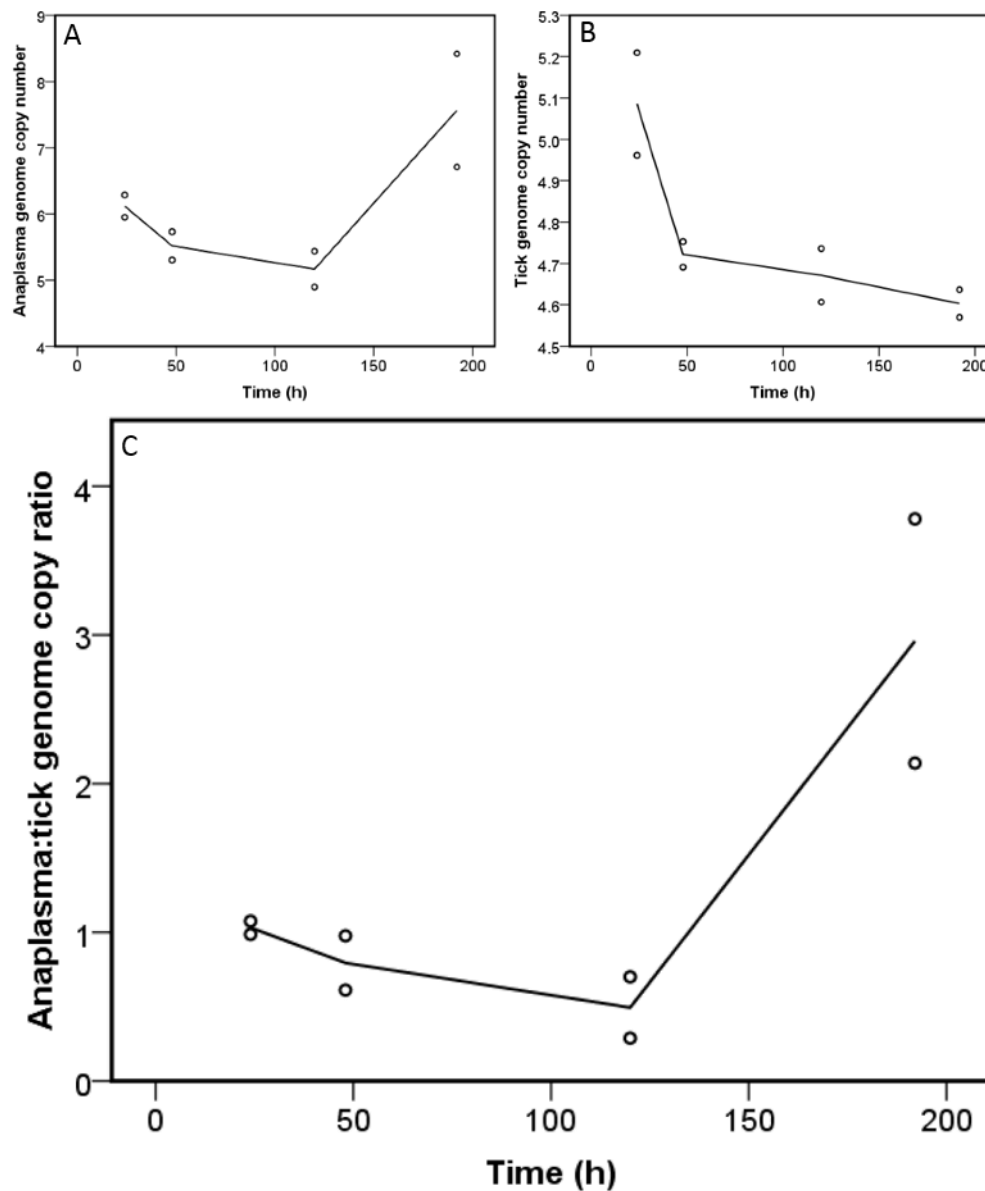 A
Anaplasma genome copy number
9
8
7
6
5
4
0 50 100 150 200
Time (h)
B
Tick genome copy number
5.3
5.2
5.1
5.0
4.9
4.8
4.7
4.6
4.5
0 50 100 150 200
Time (h)
C
Anaplasma:tick genome copy ratio
4
3
2
1
0
0 50 100 150 200
Time (h)